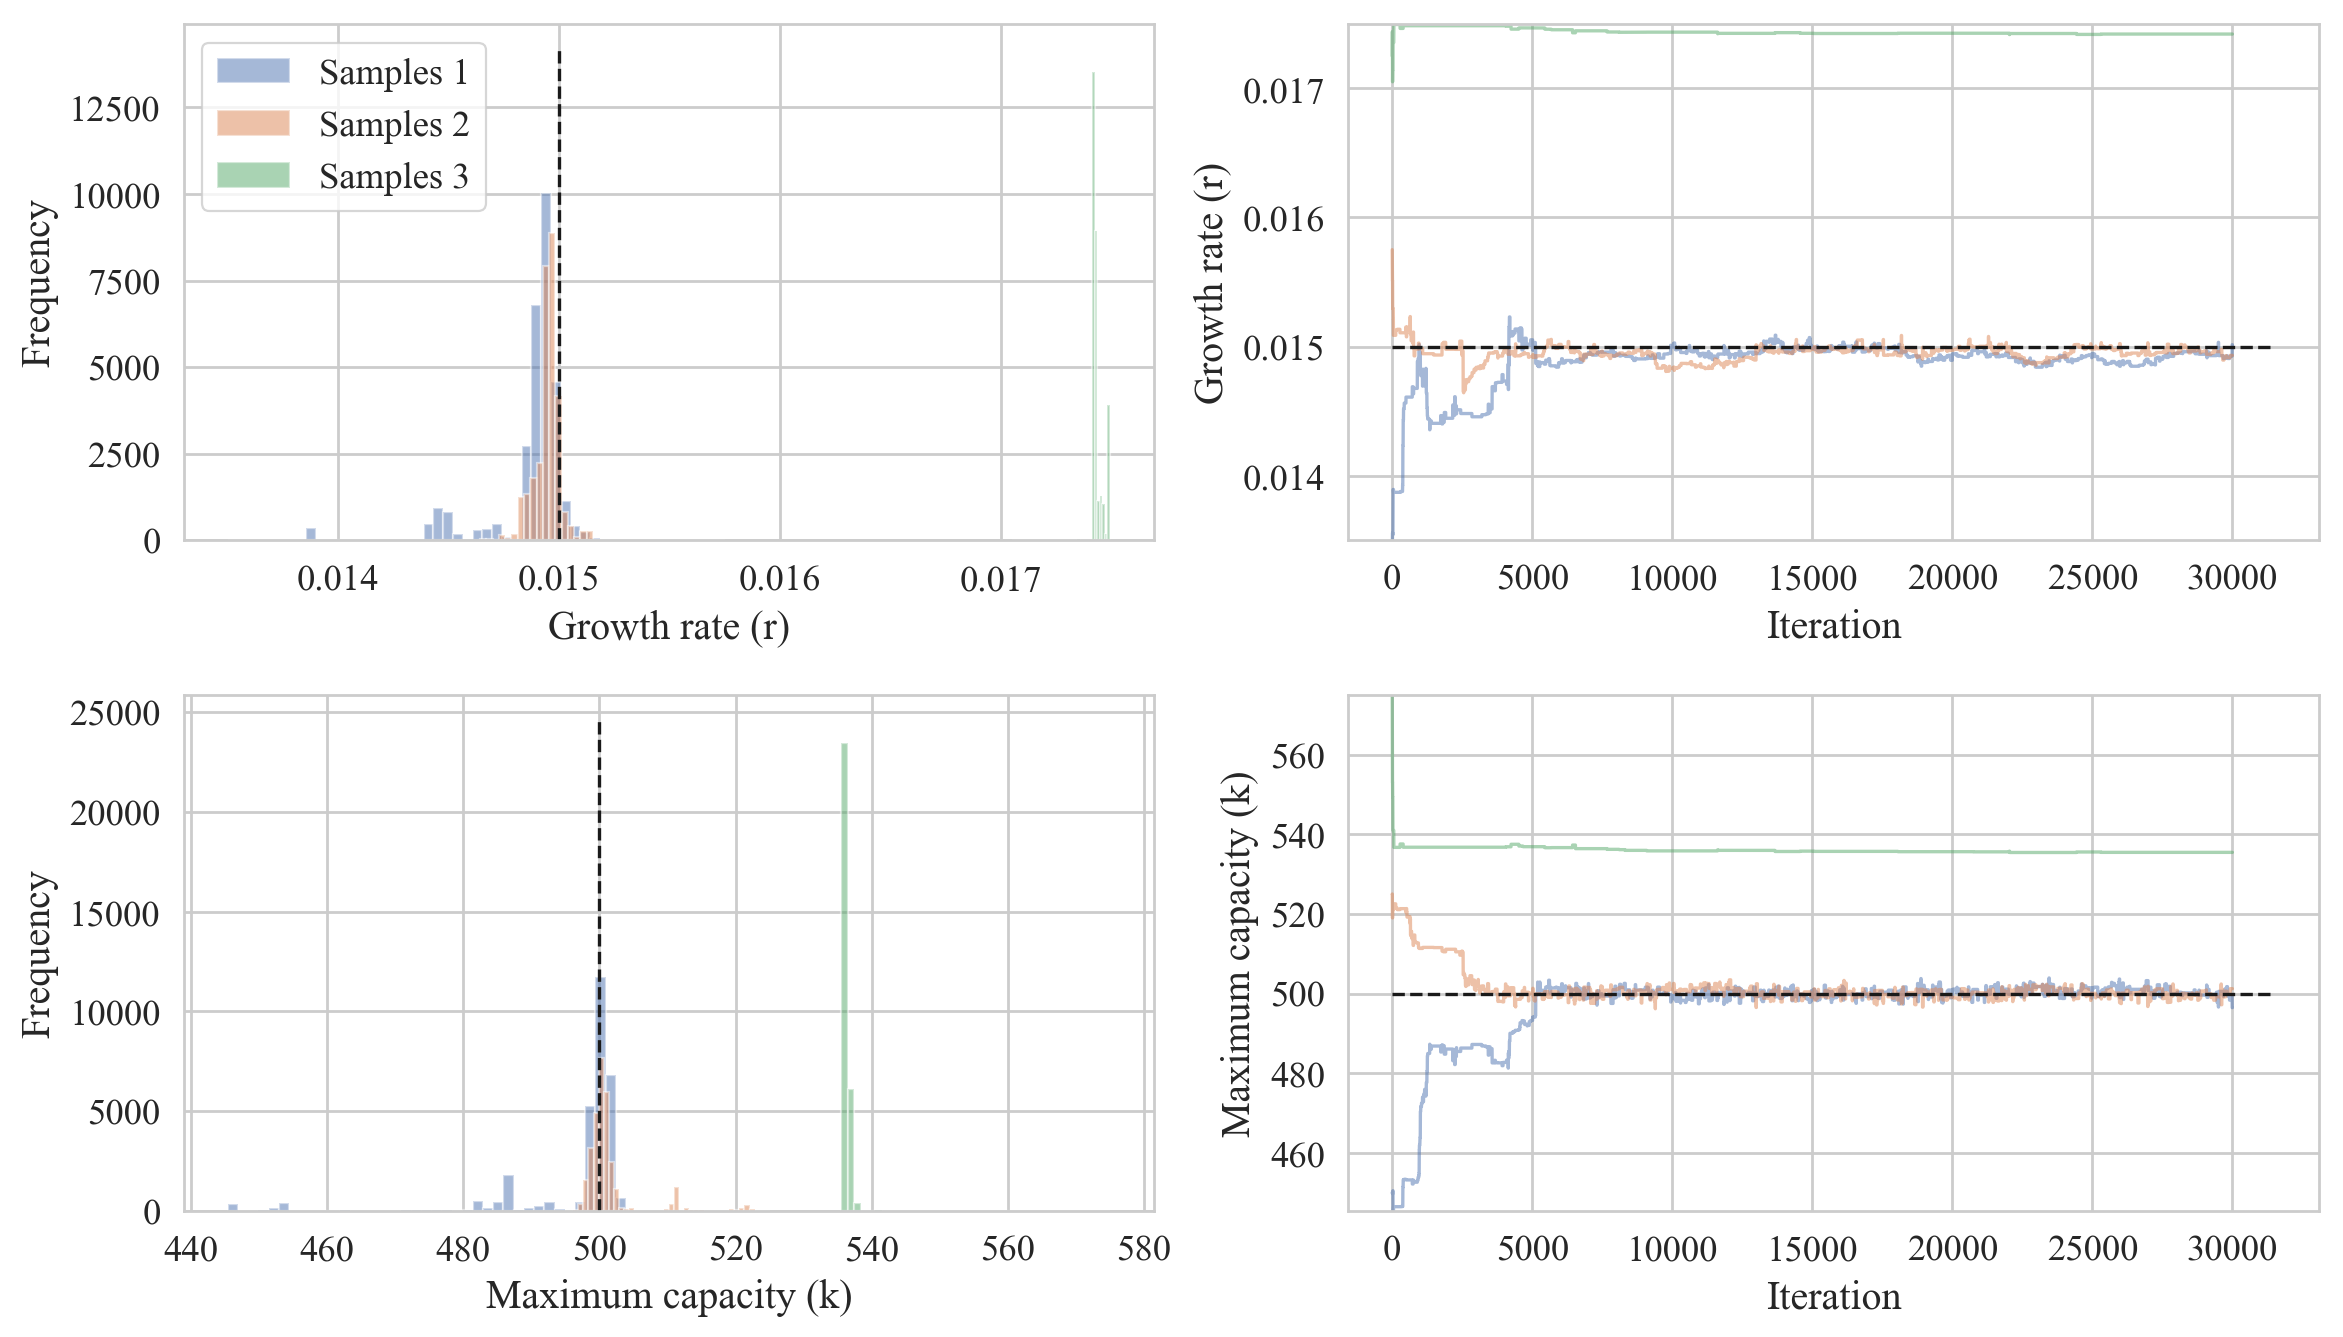 Samples 1
Samples 2
Samples 3
12500
10000
7500
5000
2500
0
Frequency
0.014 0.015 0.016 0.017
Growth rate (r)
0.017
0.016
0.015
0.014
Growth rate (r)
0 5000 10000 15000 20000 25000 30000
Iteration
25000
20000
15000
10000
5000
0
Frequency
440 460 480 500 520 540 560 580
Maximum capacity (k)
560
540
520
500
480
460
Maximum capacity (k)
0 5000 10000 15000 20000 25000 30000
Iteration